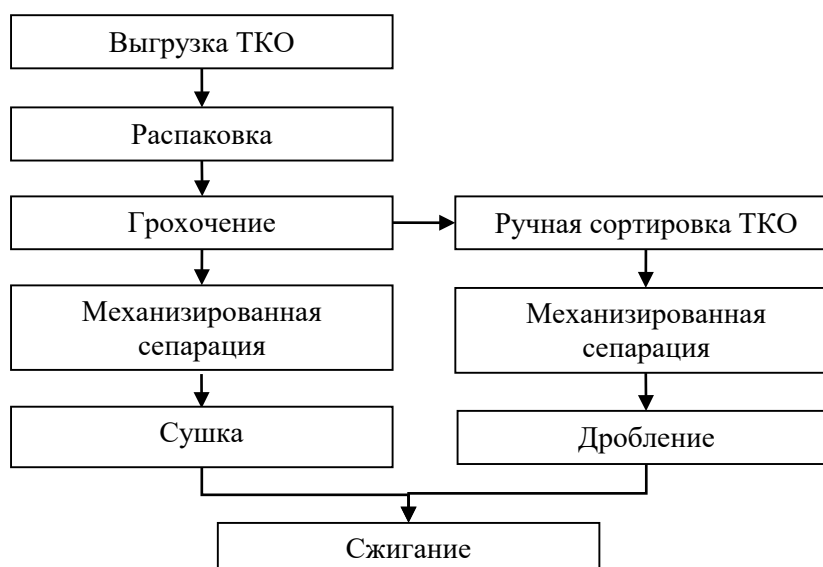 Выгрузка ТКО
Распаковка
Грохочение
Ручная сортировка ТКО
Механизированная
сепарация
Механизированная
сепарация
Сушка
Дробление
Сжигание